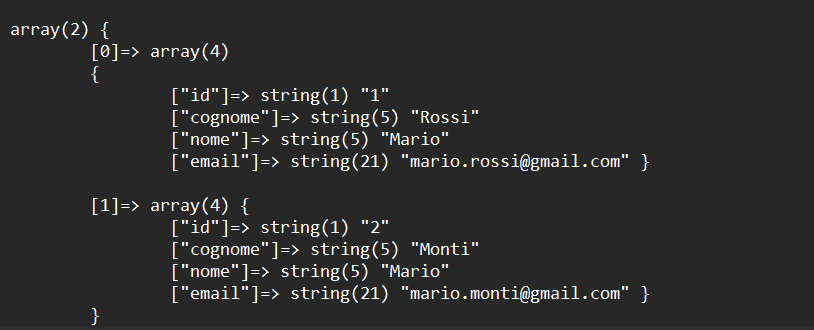 array(2) {
[0]=> array(4)
{
["id"]=> string(1) "1"
["cognome"]=> string(5) "Rossi"
["nome"]=> string(5) "Mario"
["email"]=> string(21) "mario.rossi@gmail.com" }
[1]=> array(4) {
["id"]=> string(1) "2"
["cognome"]=> string(5) "Monti"
["nome"]=> string(5) "Mario"
["email"]=> string(21) "mario.monti@gmail.com" }
}